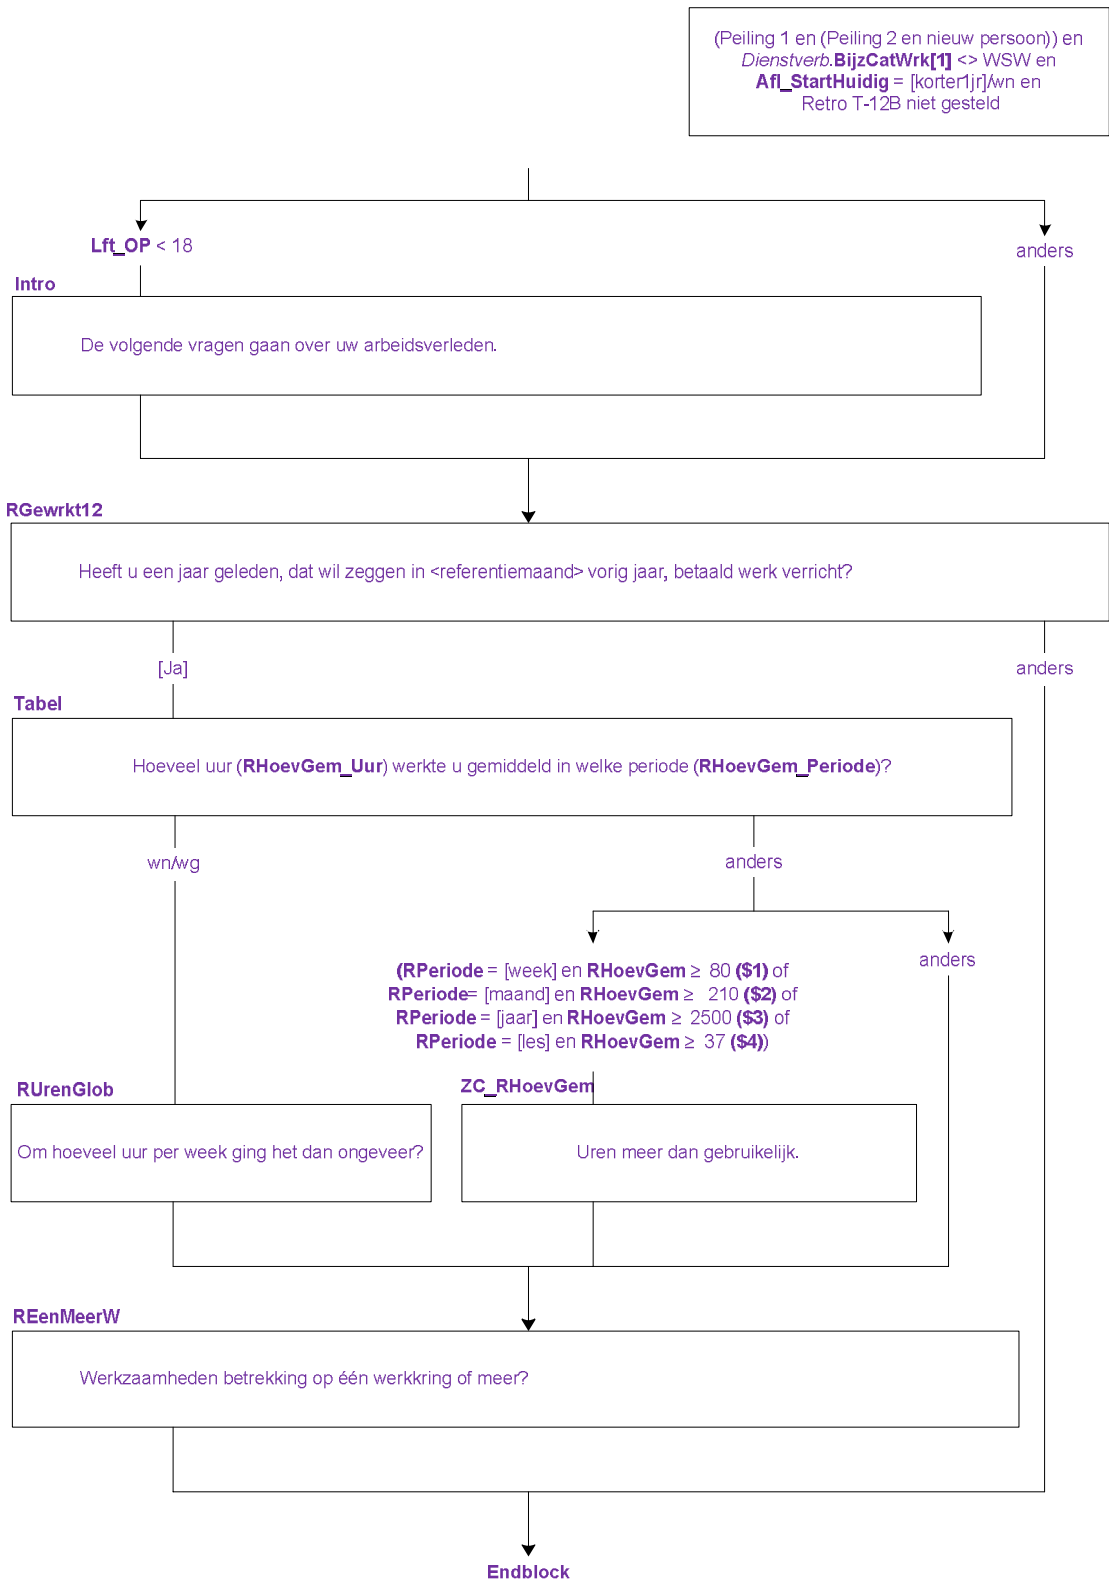 (Peiling 1 en (Peiling 2 en nieuw persoon)) en
Dienstverb.BijzCatWrk[1] <> WSW en
Afl_StartHuidig = [korter1jr]/wn en
Retro T-12B niet gesteld
Lft_OP < 18
anders
Intro
De volgende vragen gaan over uw arbeidsverleden.
RGewrkt12
Heeft u een jaar geleden, dat wil zeggen in <referentiemaand> vorig jaar, betaald werk verricht?
[Ja]
anders
Tabel
Hoeveel uur (RHoevGem_Uur) werkte u gemiddeld in welke periode (RHoevGem_Periode)?
wn/wg
anders
anders
(RPeriode = [week] en RHoevGem ≥ 80 ($1) of
RPeriode= [maand] en RHoevGem ≥ 210 ($2) of
RPeriode = [jaar] en RHoevGem ≥ 2500 ($3) of
RPeriode = [les] en RHoevGem ≥ 37 ($4))
RUrenGlob
ZC_RHoevGem
Om hoeveel uur per week ging het dan ongeveer?
Uren meer dan gebruikelijk.
REenMeerW
Werkzaamheden betrekking op één werkkring of meer?
Endblock